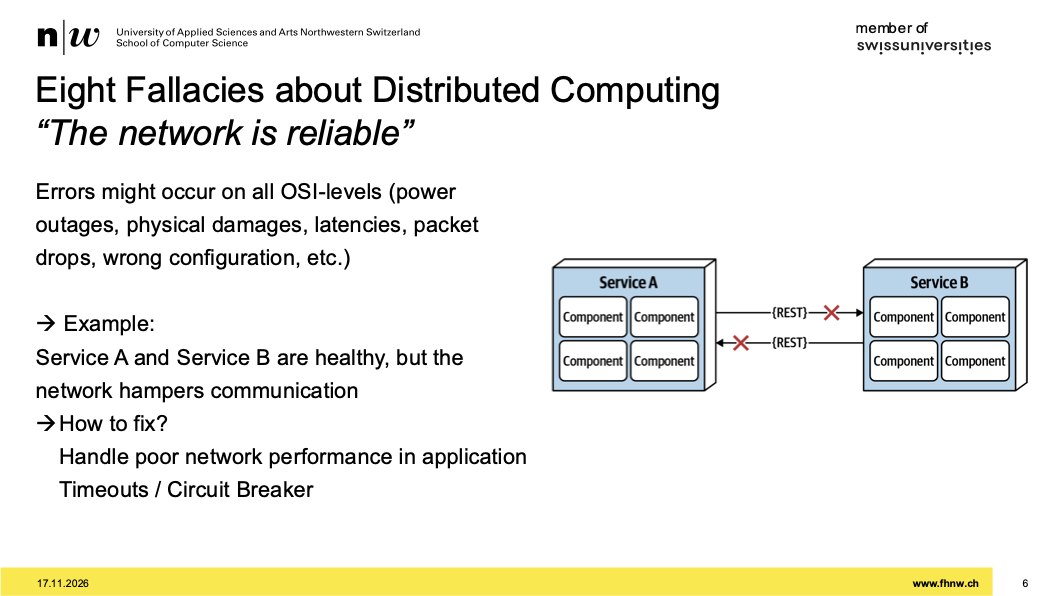 n|w University of Applied Sciences and Arts Northwestern Switzerland
School of Computer Science
member of
swissuniversities
Eight Fallacies about Distributed Computing
“The network is reliable”
Errors might occur on all OSI-levels (power
outages, physical damages, latencies, packet
drops, wrong configuration, etc.)
→ Example:
Service A and Service B are healthy, but the
network hampers communication
→ How to fix?
Handle poor network performance in application
Timeouts / Circuit Breaker
Service A
Component Component
Component Component
{REST}
{REST}
Service B
Component Component
Component Component
17.11.2026
www.fhnw.ch
6